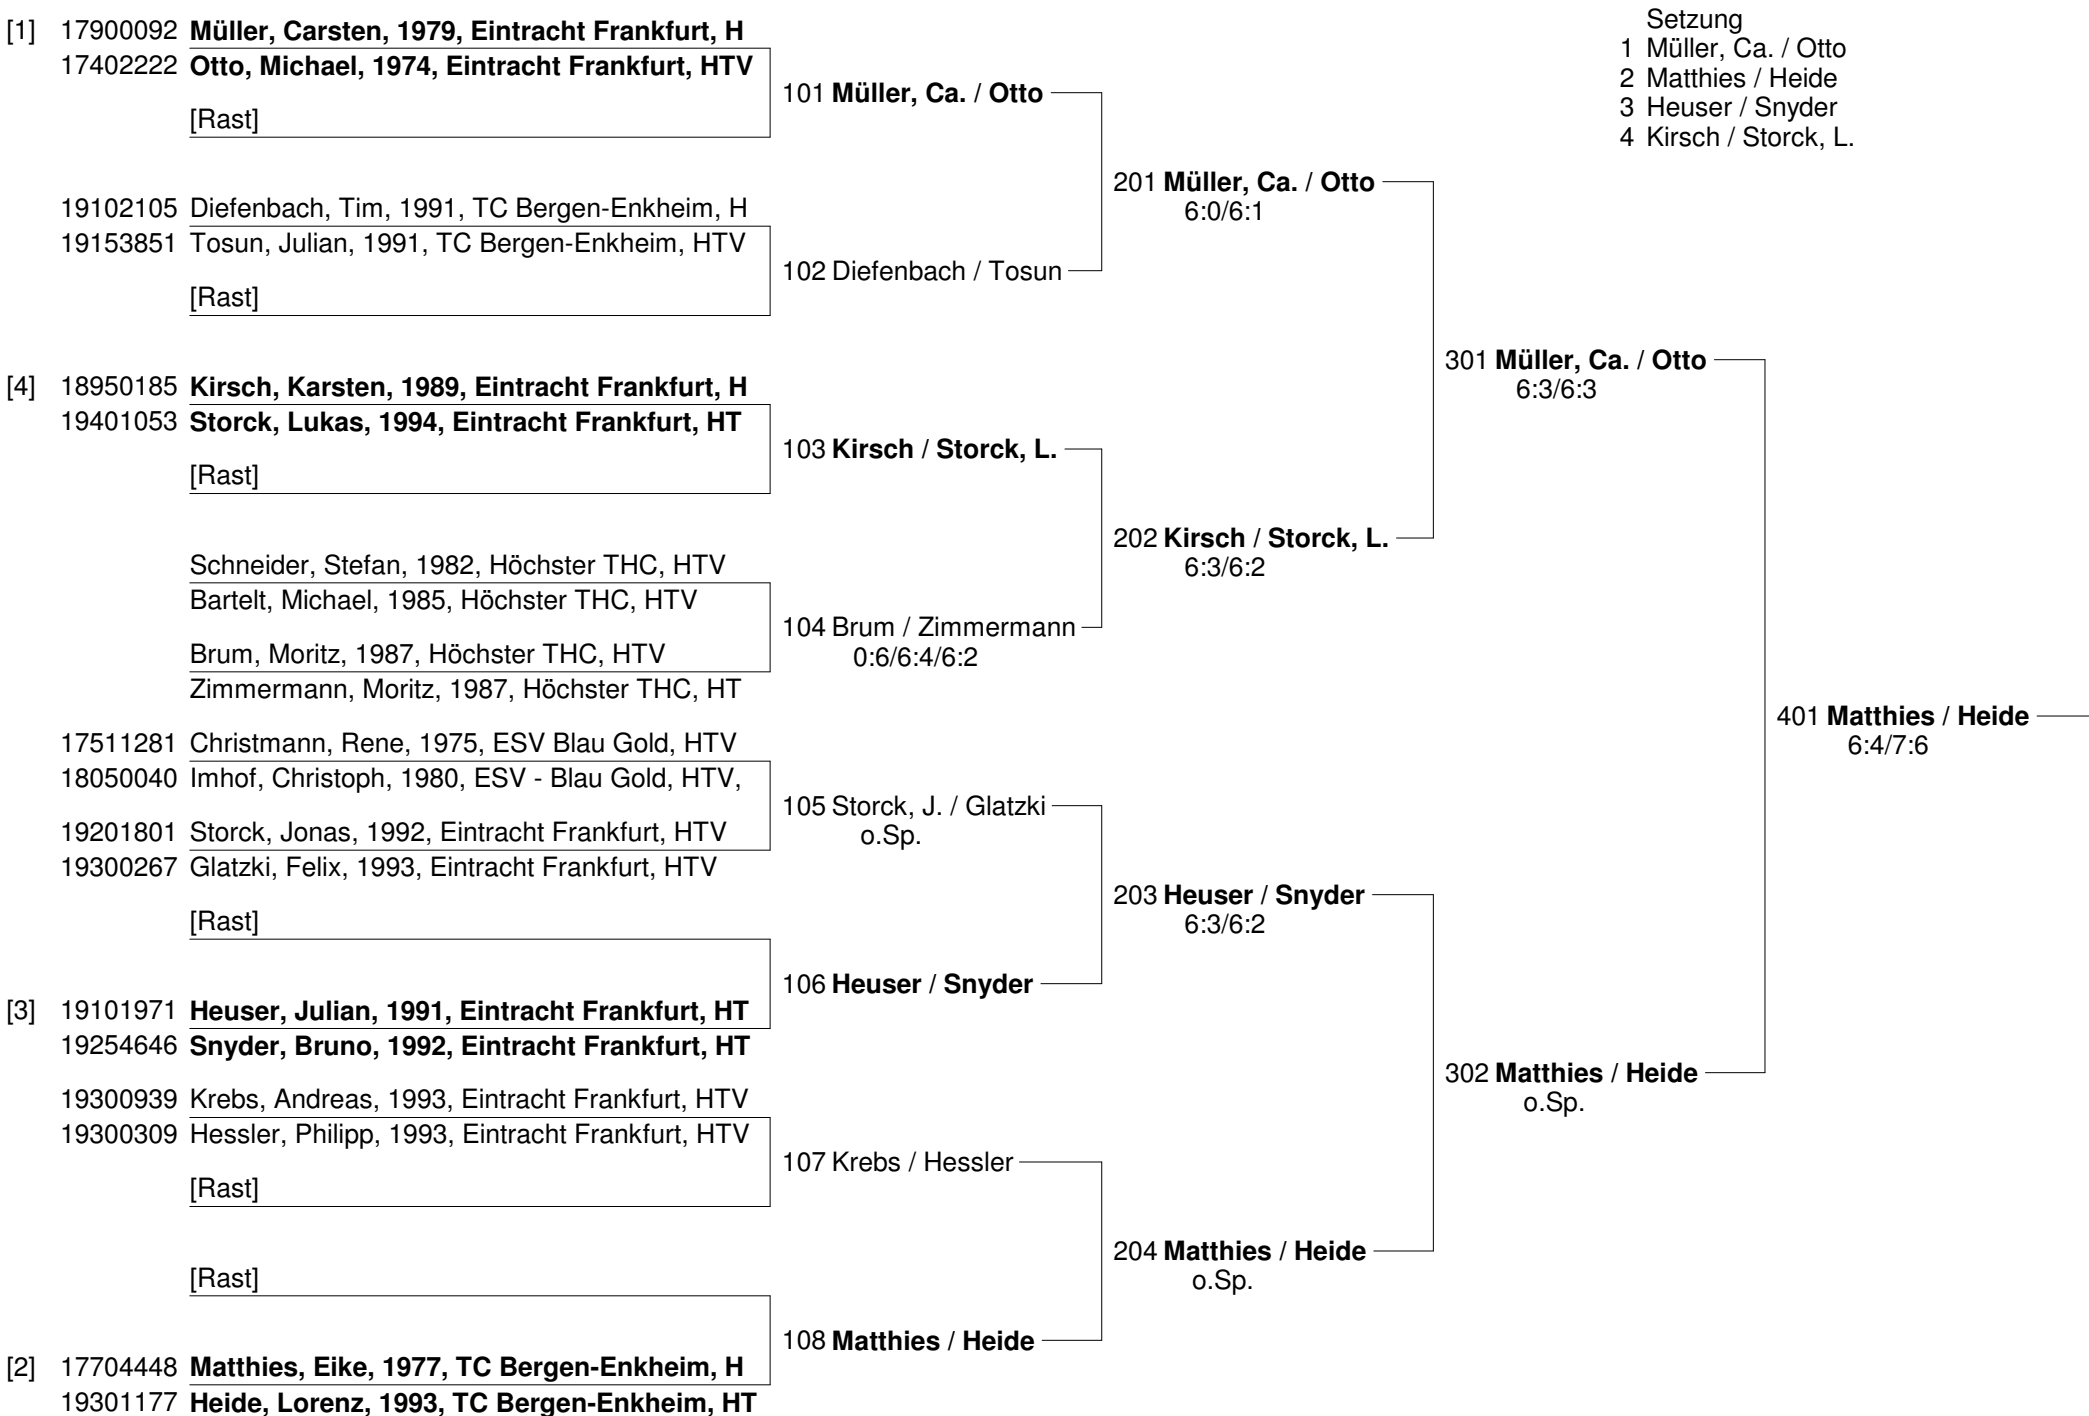 [1] 17900092 Müller, Carsten, 1979, Eintracht Frankfurt, H
17402222 Otto, Michael, 1974, Eintracht Frankfurt, HTV
[Rast]
19102105 Diefenbach, Tim, 1991, TC Bergen-Enkheim, H
19153851 Tosun, Julian, 1991, TC Bergen-Enkheim, HTV
[Rast]
[4] 18950185 Kirsch, Karsten, 1989, Eintracht Frankfurt, H
19401053 Storck, Lukas, 1994, Eintracht Frankfurt, HT
[Rast]
Schneider, Stefan, 1982, Höchster THC, HTV
Bartelt, Michael, 1985, Höchster THC, HTV
Brum, Moritz, 1987, Höchster THC, HTV
Zimmermann, Moritz, 1987, Höchster THC, HT
17511281 Christmann, Rene, 1975, ESV Blau Gold, HTV
18050040 Imhof, Christoph, 1980, ESV - Blau Gold, HTV,
19201801 Storck, Jonas, 1992, Eintracht Frankfurt, HTV
19300267 Glatzki, Felix, 1993, Eintracht Frankfurt, HTV
[Rast]
[3] 19101971 Heuser, Julian, 1991, Eintracht Frankfurt, HT
19254646 Snyder, Bruno, 1992, Eintracht Frankfurt, HT
19300939 Krebs, Andreas, 1993, Eintracht Frankfurt, HTV
19300309 Hessler, Philipp, 1993, Eintracht Frankfurt, HTV
[Rast]
[Rast]
[2] 17704448 Matthies, Eike, 1977, TC Bergen-Enkheim, H
19301177 Heide, Lorenz, 1993, TC Bergen-Enkheim, HT
101 Müller, Ca. / Otto
102 Diefenbach / Tosun
103 Kirsch / Storck, L.
104 Brum / Zimmermann
0:6/6:4/6:2
105 Storck, J. / Glatzki
o.Sp.
106 Heuser / Snyder
107 Krebs / Hessler
108 Matthies / Heide
201 Müller, Ca. / Otto
6:0/6:1
202 Kirsch / Storck, L.
6:3/6:2
203 Heuser / Snyder
6:3/6:2
204 Matthies / Heide
o.Sp.
301 Müller, Ca. / Otto
6:3/6:3
302 Matthies / Heide
o.Sp.
401 Matthies / Heide
6:4/7:6
Setzung
1 Müller, Ca. / Otto
2 Matthies / Heide
3 Heuser / Snyder
4 Kirsch / Storck, L.